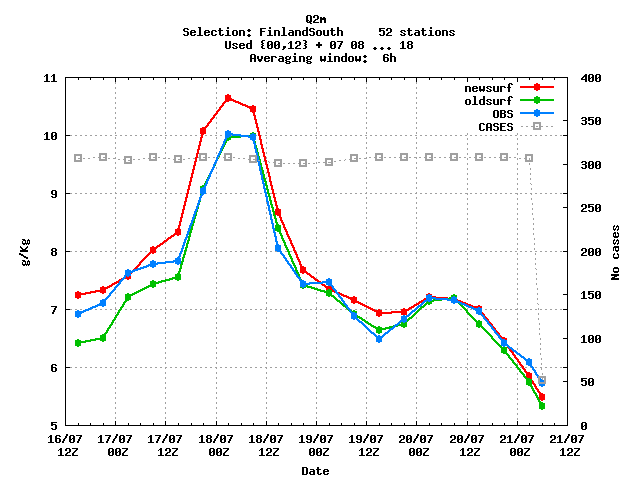 Q2m
Selection: FinlandSouth 52 stations
Used {00,12} + 07 08 ... 18
Averaging window: 6h
newsurf
oldsurf
OBS
CASES
11
10
9
8
7
6
5
g/Kg
400
350
300
250
200
150
100
50
0
No cases
16/07 17/07 17/07 18/07 18/07 19/07 19/07 20/07 20/07 21/07 21/07
12Z 00Z 12Z 00Z 12Z 00Z 12Z 00Z 12Z 00Z 12Z
Date